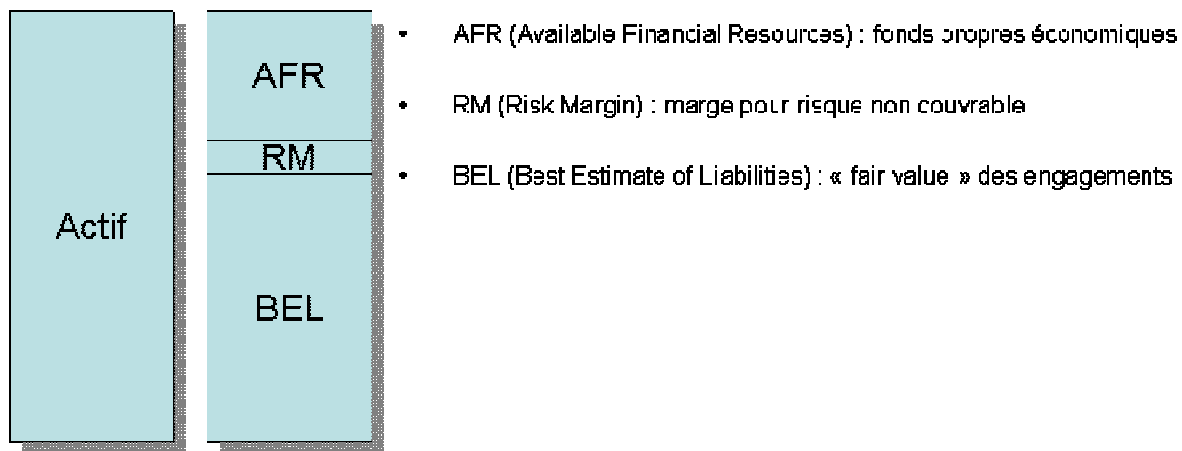 Actif
AFR
RM
BEL
• AFR (Available Financial Resources) : fonds propres économiques
• RM (Risk Margin) : marge pour risque non couvrable
• BEL (Best Estimate of Liabilities) : « fair value » des engagements